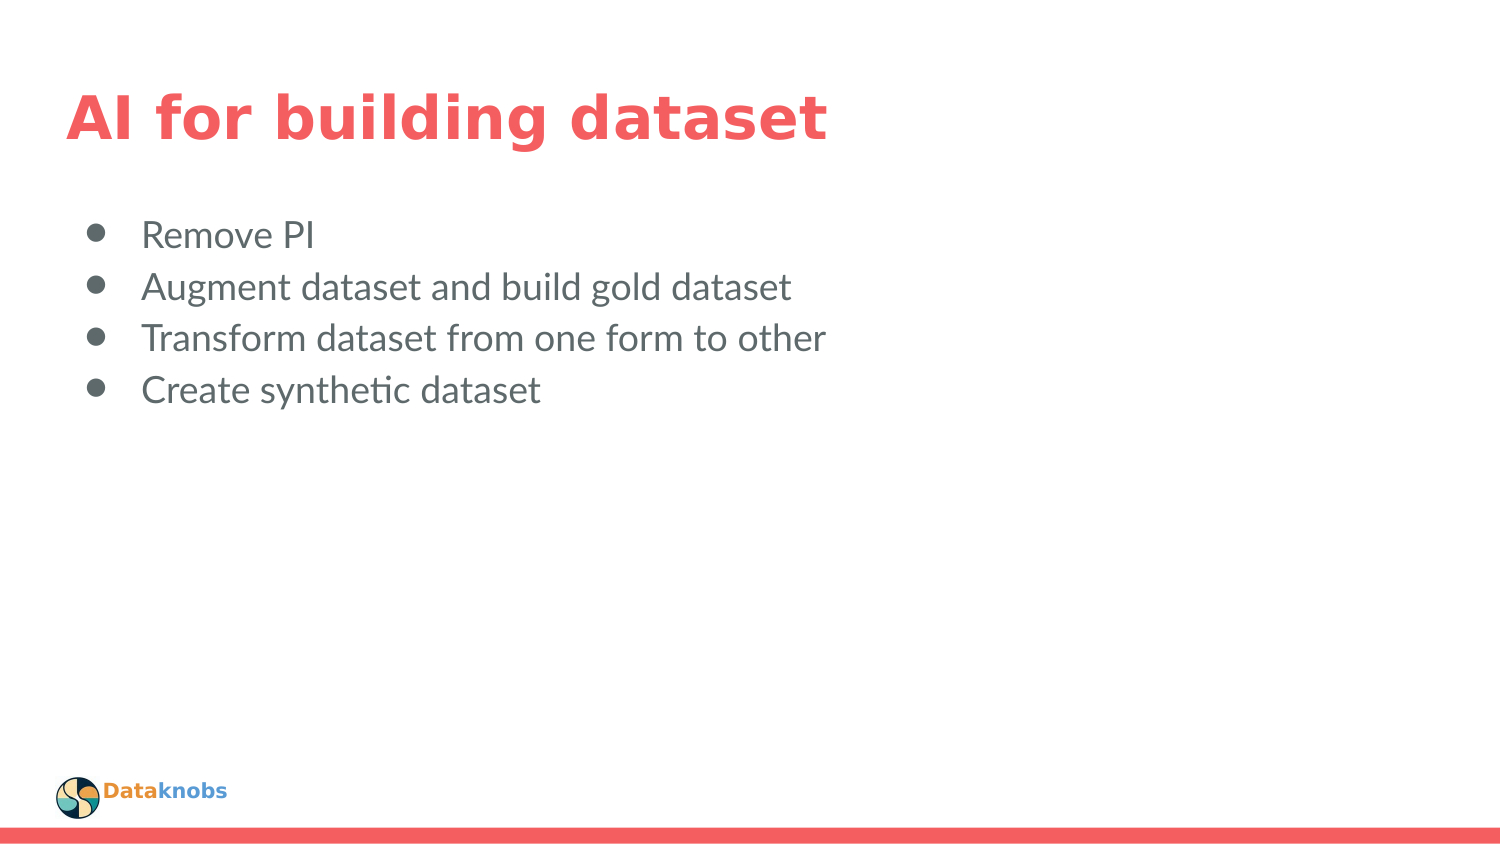 AI for building dataset
● Remove PI
● Augment dataset and build gold dataset
● Transform dataset from one form to other
● Create synthetic dataset
Dataknobs